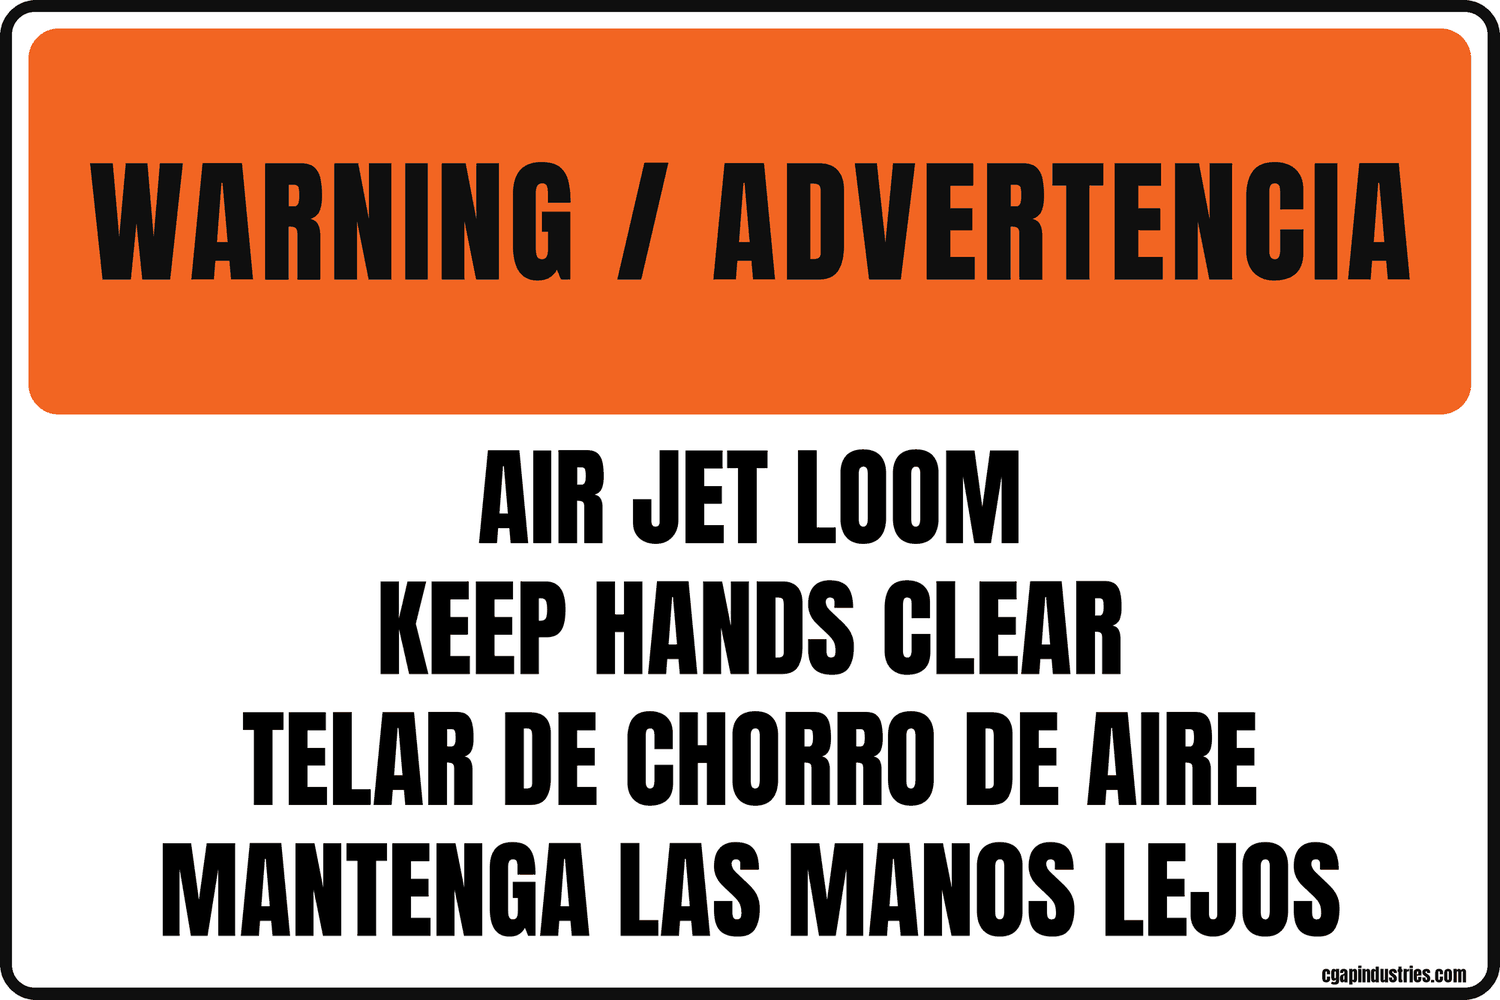 WARNING / ADVERTENCIA
AIR JET LOOM
KEEP HANDS CLEAR
TELAR DE CHORRO DE AIRE
MANTENGA LAS MANOS LEJOS
cgapindustries.com